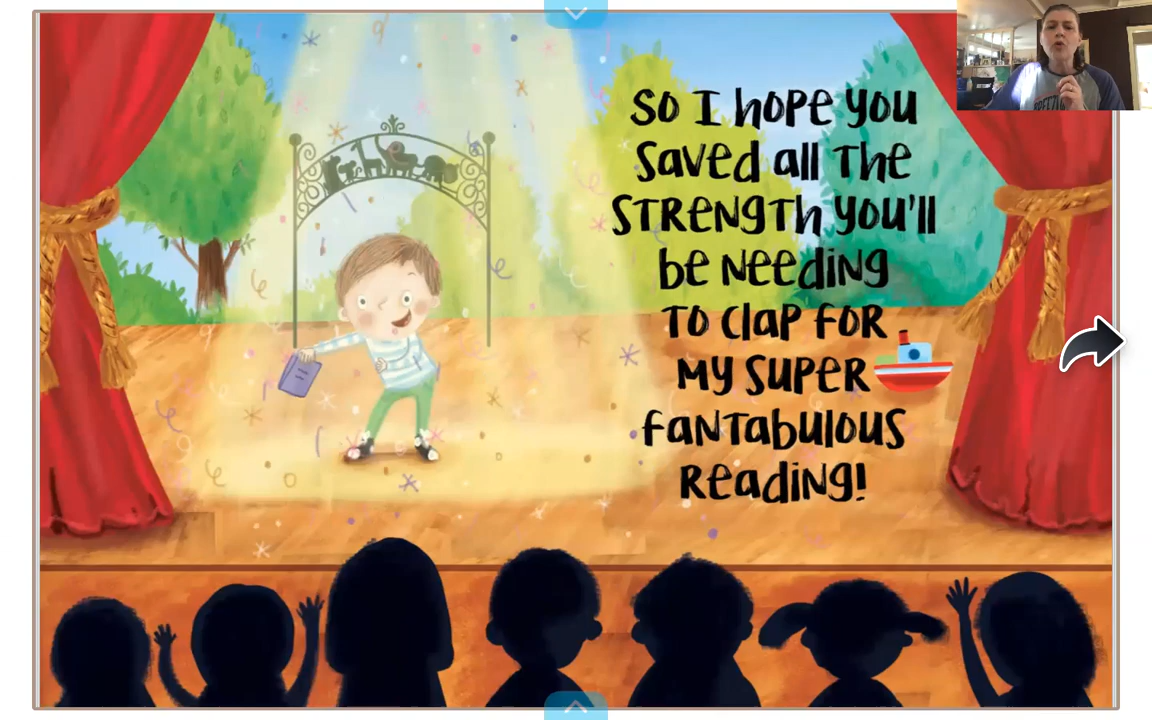 So I hope you
saved all the
strength you'll
be needing
to clap for
my super
fantabulous
reading!